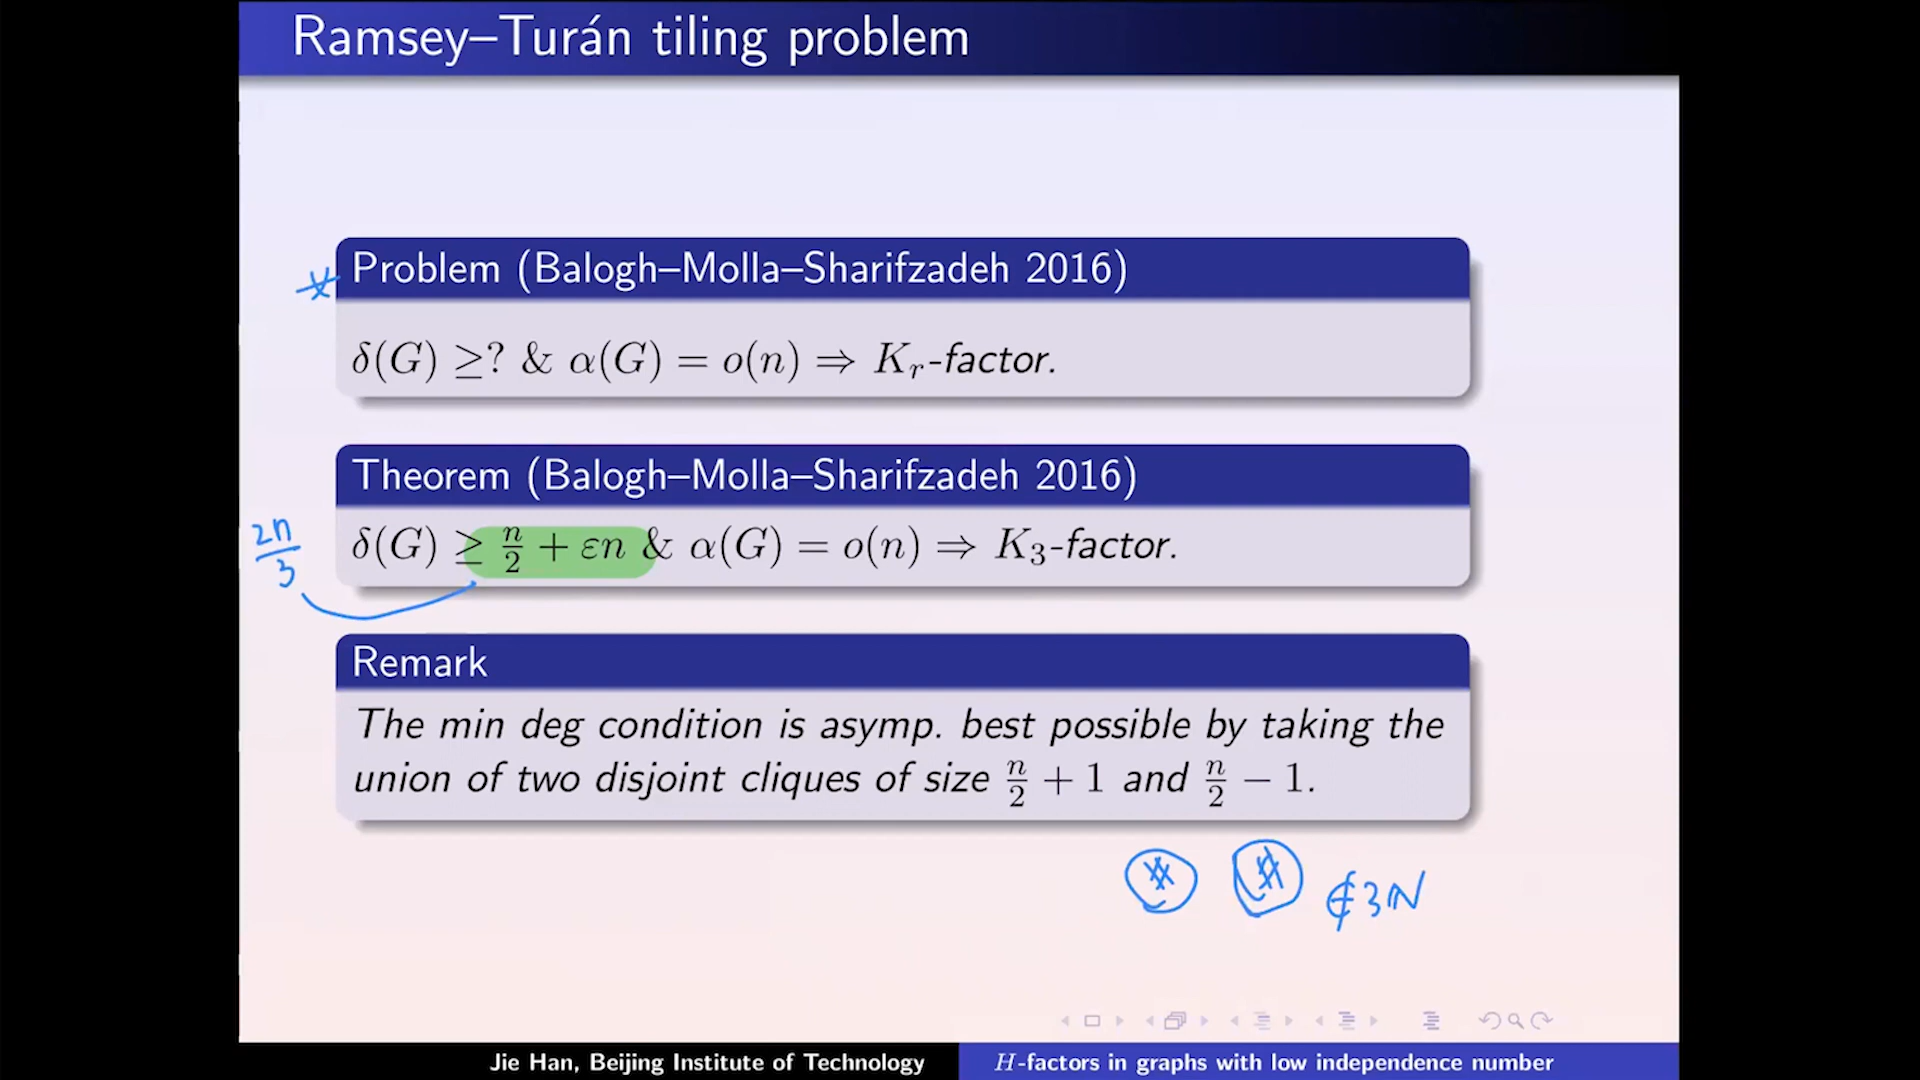 Ramsey–Turán tiling problem
Problem (Balogh–Molla–Sharifzadeh 2016)
δ(G) ≥? & α(G) = o(n) ⇒ K_r-factor.
Theorem (Balogh–Molla–Sharifzadeh 2016)
2n/3
δ(G) ≥ n/2 + εn & α(G) = o(n) ⇒ K_3-factor.
Remark
The min deg condition is asymp. best possible by taking the
union of two disjoint cliques of size n/2 + 1 and n/2 − 1.
∉ 3ℕ
Jie Han, Beijing Institute of Technology
H-factors in graphs with low independence number